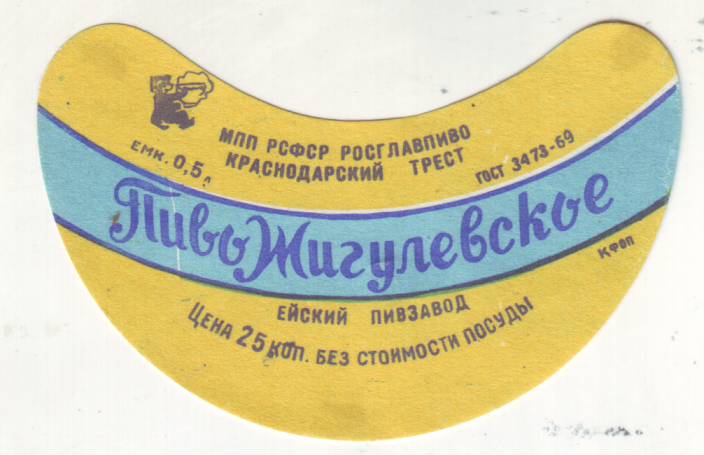 МПП РСФСР РОСГЛАВПИВО
КРАСНОДАРСКИЙ ТРЕСТ
ЕМК. 0,5 л
ГОСТ 3473-69
Пиво Жигулевское
КФОП
ЕЙСКИЙ ПИВЗАВОД
ЦЕНА 25 КОП. БЕЗ СТОИМОСТИ ПОСУДЫ